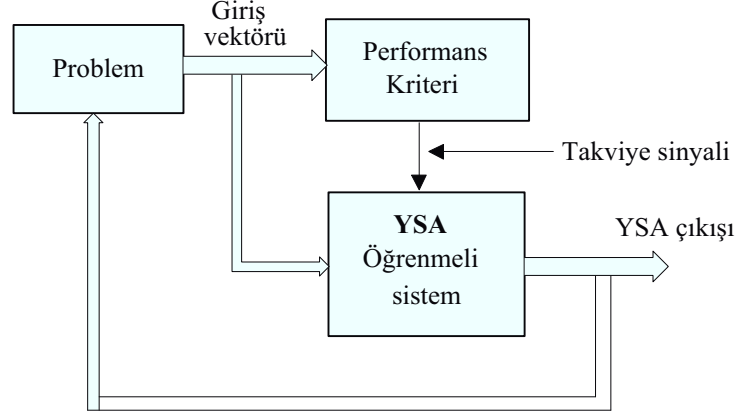 Giriş
vektörü
Problem
Performans
Kriteri
Takviye sinyali
YSA
Öğrenmeli
sistem
YSA çıkışı